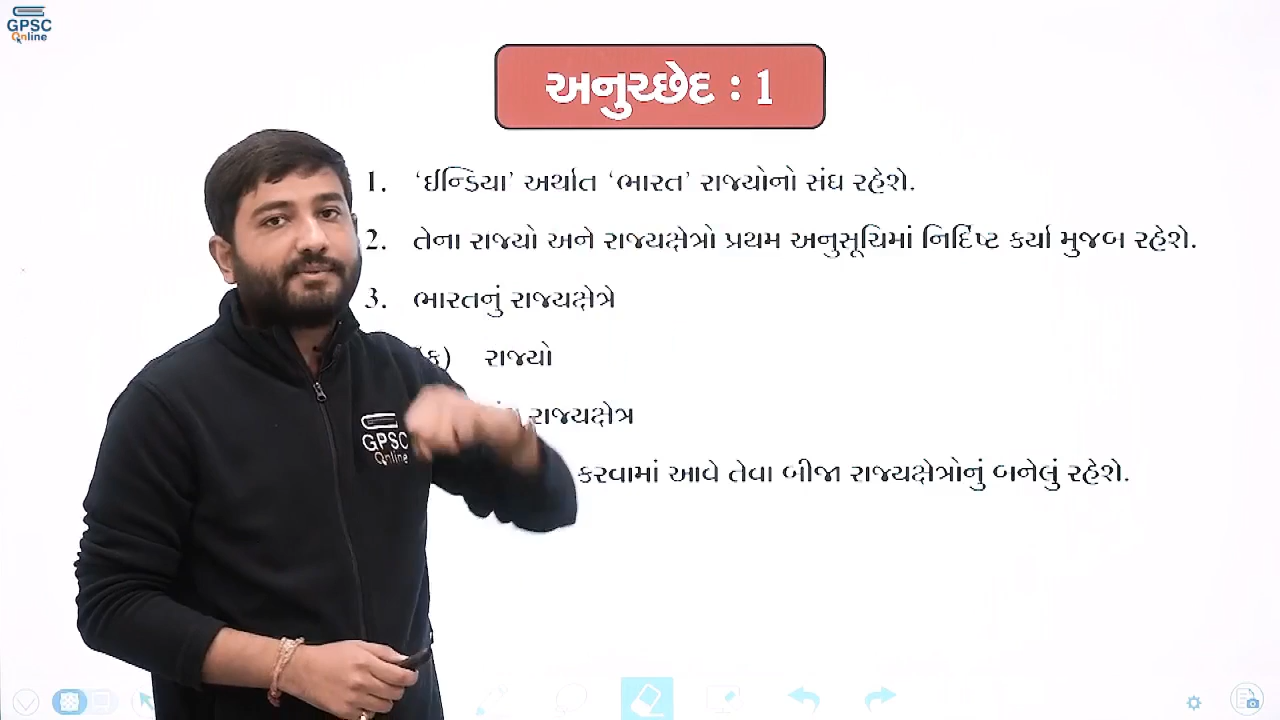 GPSC
Online
અનુચ્છેદ : 1
1. ‘ઈન્ડિયા’ અર્થાત ‘ભારત’ રાજ્યોનો સંઘ રહેશે.
2. તેના રાજ્યો અને રાજ્યક્ષેત્રો પ્રથમ અનુસૂચિમાં નિર્દિષ્ટ કર્યા મુજબ રહેશે.
3. ભારતનું રાજ્યક્ષેત્રે
(ક) રાજ્યો
રાજ્યક્ષેત્ર
GPSC
Online
કરવામાં આવે તેવા બીજા રાજ્યક્ષેત્રોનું બનેલું રહેશે.